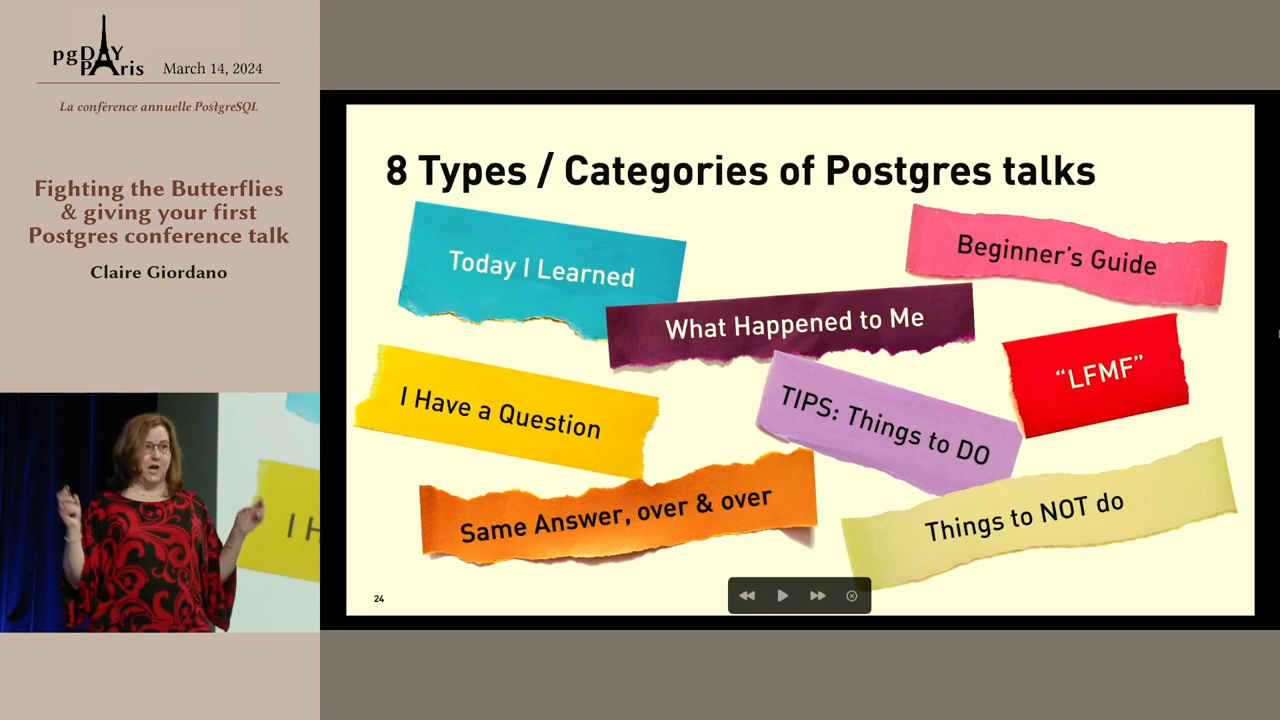 pgDAY
PAris
March 14, 2024
La conférence annuelle PostgreSQL
Fighting the Butterflies
& giving your first
Postgres conference talk
Claire Giordano
8 Types / Categories of Postgres talks
Today I Learned
Beginner's Guide
What Happened to Me
"LFMF"
I Have a Question
TIPS: Things to DO
Same Answer, over & over
Things to NOT do
24
I H